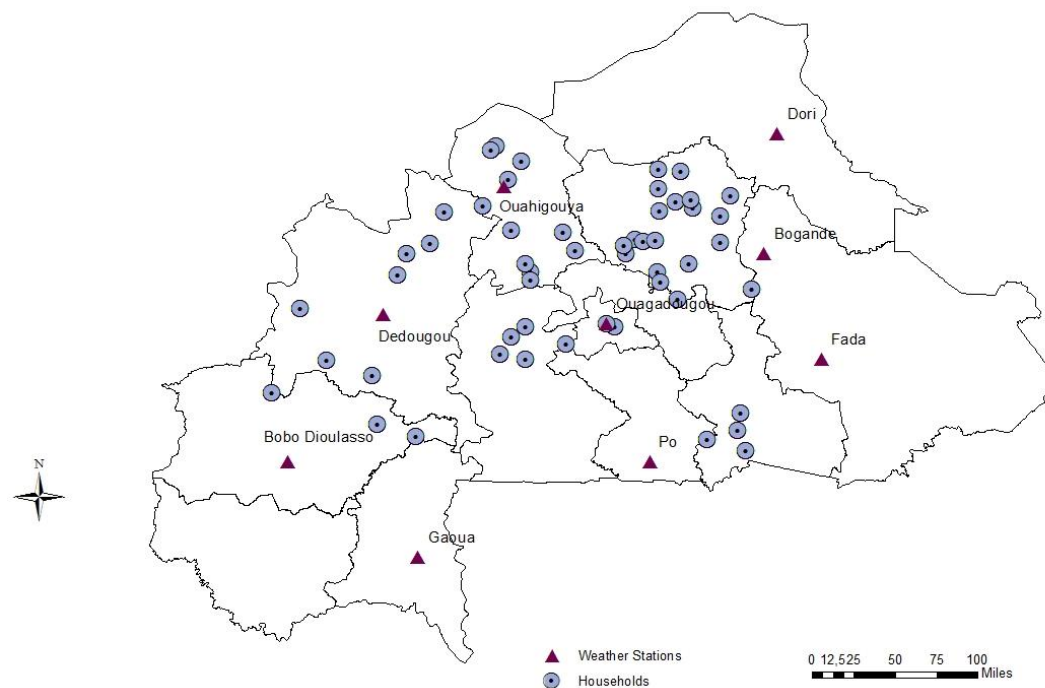 Dori
Ouahigouya
Bogande
Ouagadougou
Dedougou
Fada
Bobo Dioulasso
Po
N
Gaoua
Weather Stations
Households
0 12,525 50 75 100
Miles